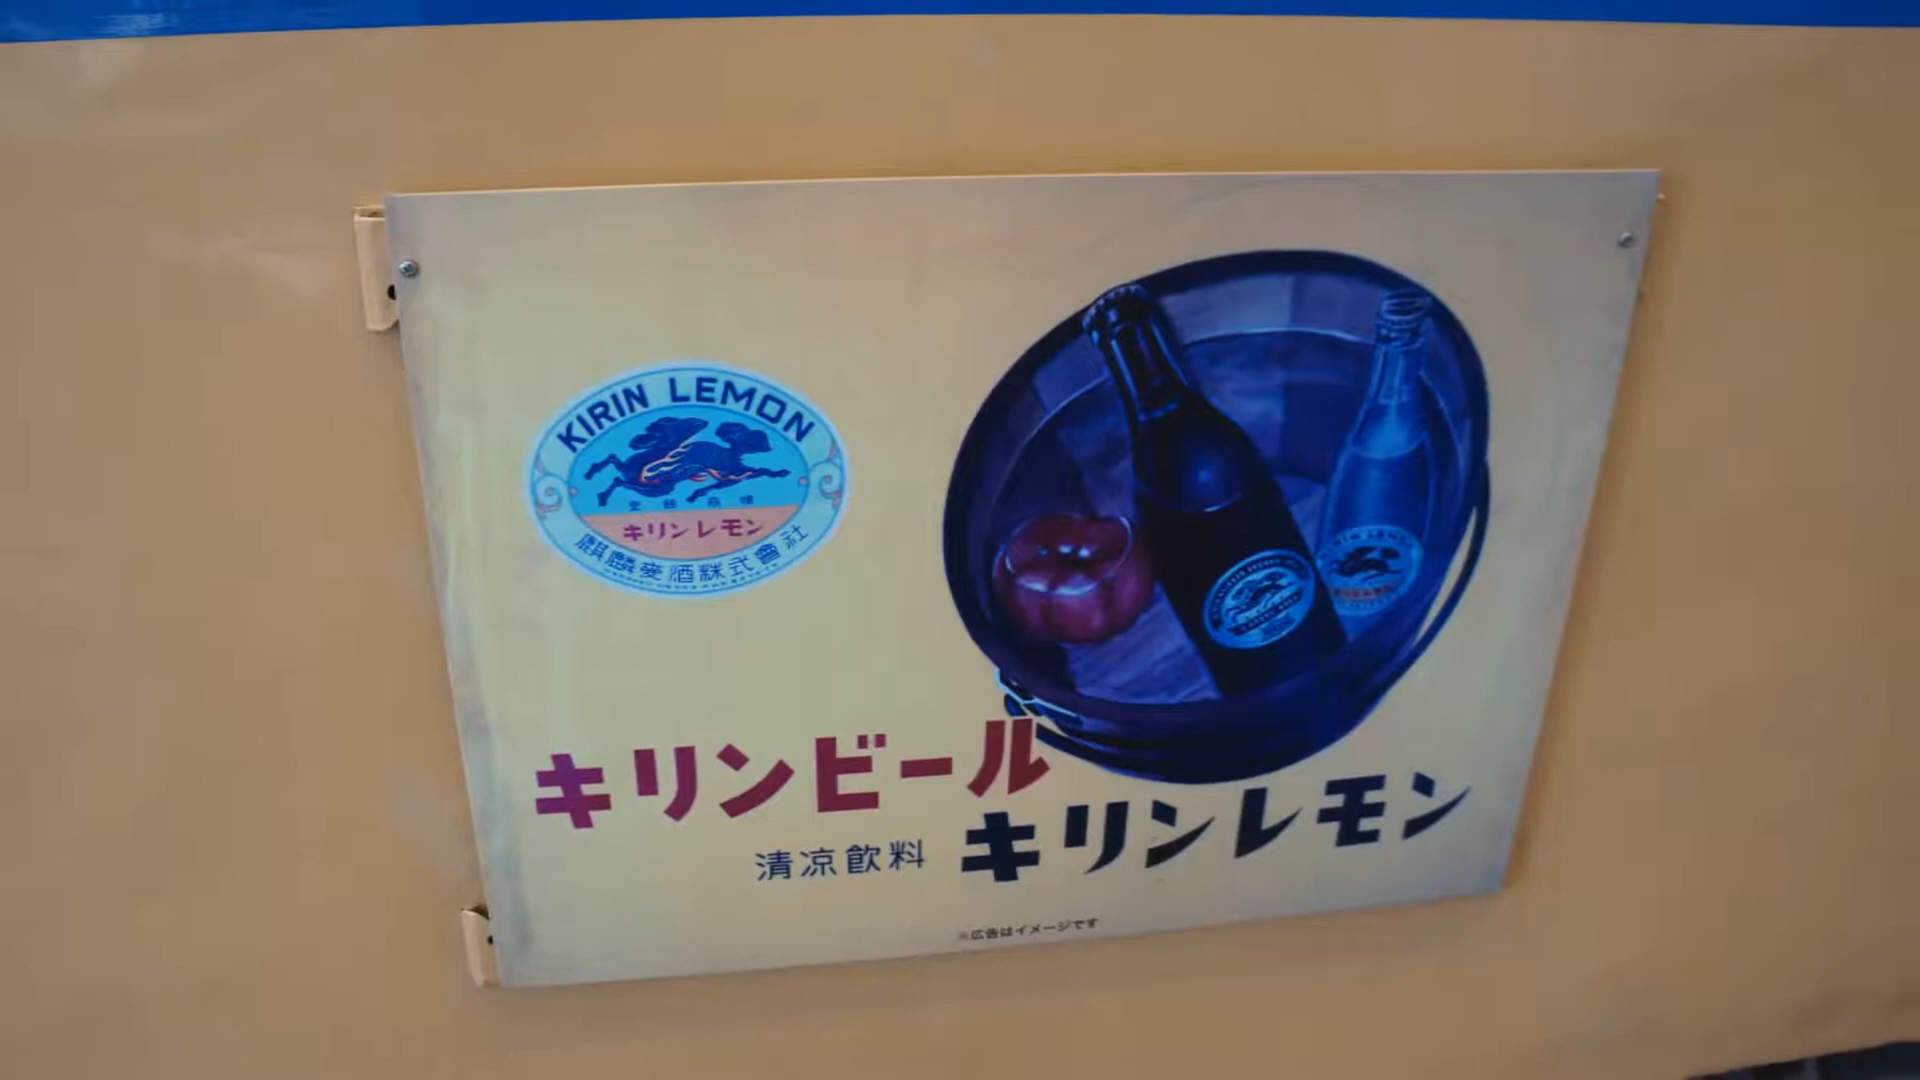 KIRIN LEMON
キリンレモン
麒麟麦酒株式會社
KIRIN LEMON
キリンビール
清涼飲料 キリンレモン
※広告はイメージです